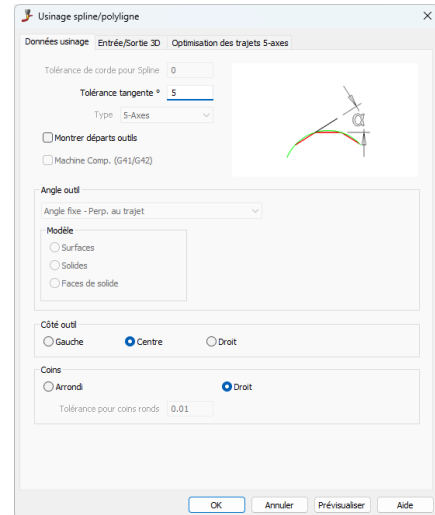 Usinage spline/polyligne
Données usinage Entrée/Sortie 3D Optimisation des trajets 5-axes
Tolérance de corde pour Spline 0
Tolérance tangente ° 5
Type 5-Axes
Montrer départs outils
Machine Comp. (G41/G42)
α
Angle outil
Angle fixe - Perp. au trajet
Modèle
Surfaces
Solides
Faces de solide
Côté outil
Gauche Centre Droit
Coins
Arrondi Droit
Tolérance pour coins ronds 0.01
OK Annuler Prévisualiser Aide